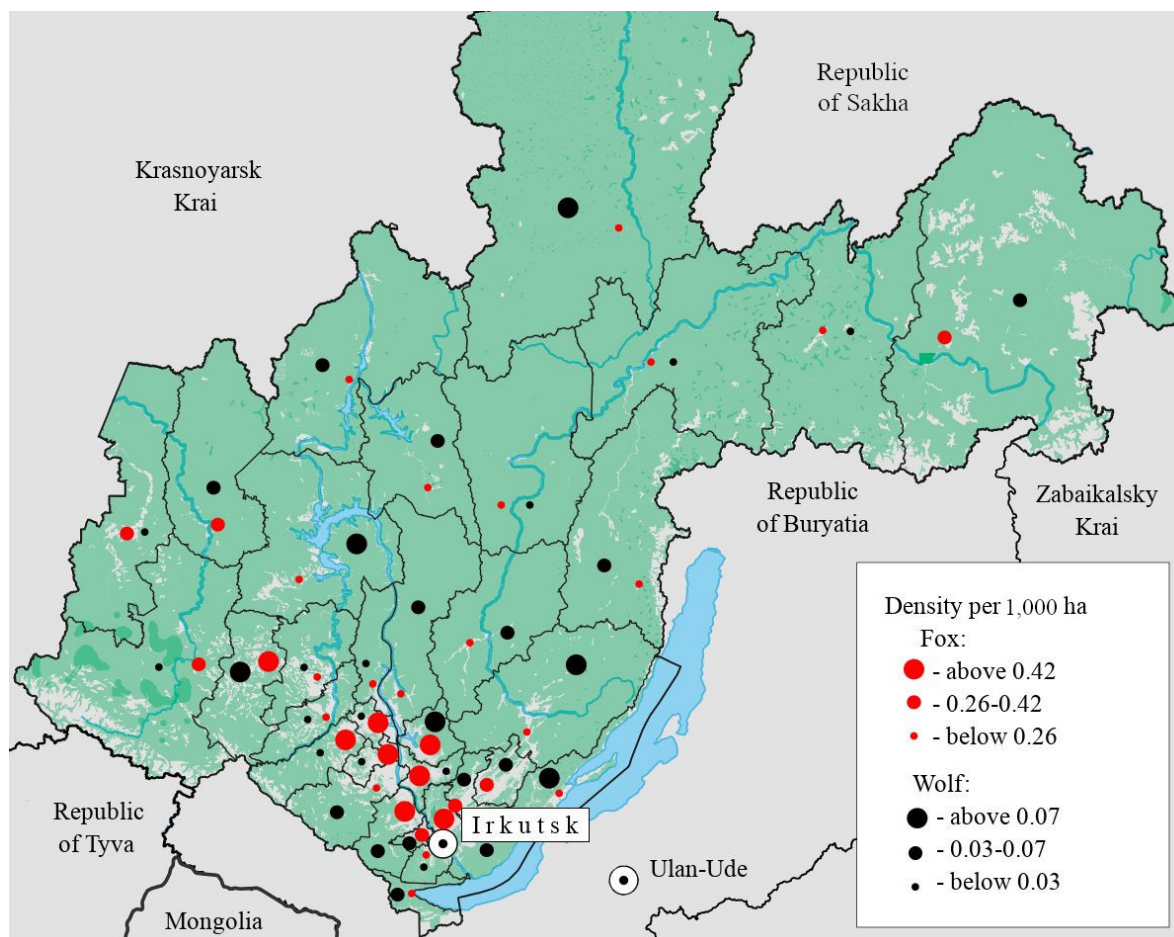 Republic
of Sakha
Krasnoyarsk
Krai
Republic
of Buryatia
Zabaikalsky
Krai
Density per 1,000 ha
Fox:
- above 0.42
- 0.26-0.42
- below 0.26
Wolf:
- above 0.07
- 0.03-0.07
- below 0.03
Republic
of Tyva
Irkutsk
Ulan-Ude
Mongolia